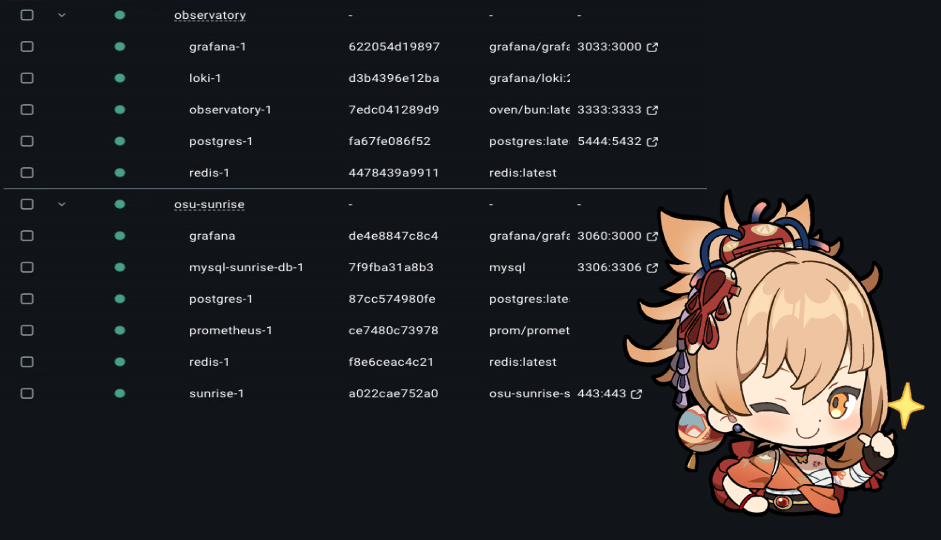 observatory - - -
grafana-1 622054d19897 grafana/grafa 3033:3000
loki-1 d3b4396e12ba grafana/loki:2
observatory-1 7edc041289d9 oven/bun:late 3333:3333
postgres-1 fa67fe086f52 postgres:late 5444:5432
redis-1 4478439a9911 redis:latest
osu-sunrise - - -
grafana de4e8847c8c4 grafana/grafa 3060:3000
mysql-sunrise-db-1 7f9fba31a8b3 mysql 3306:3306
postgres-1 87cc574980fe postgres:late
prometheus-1 ce7480c73978 prom/promet
redis-1 f8e6ceac4c21 redis:latest
sunrise-1 a022cae752a0 osu-sunrise-s 443:443